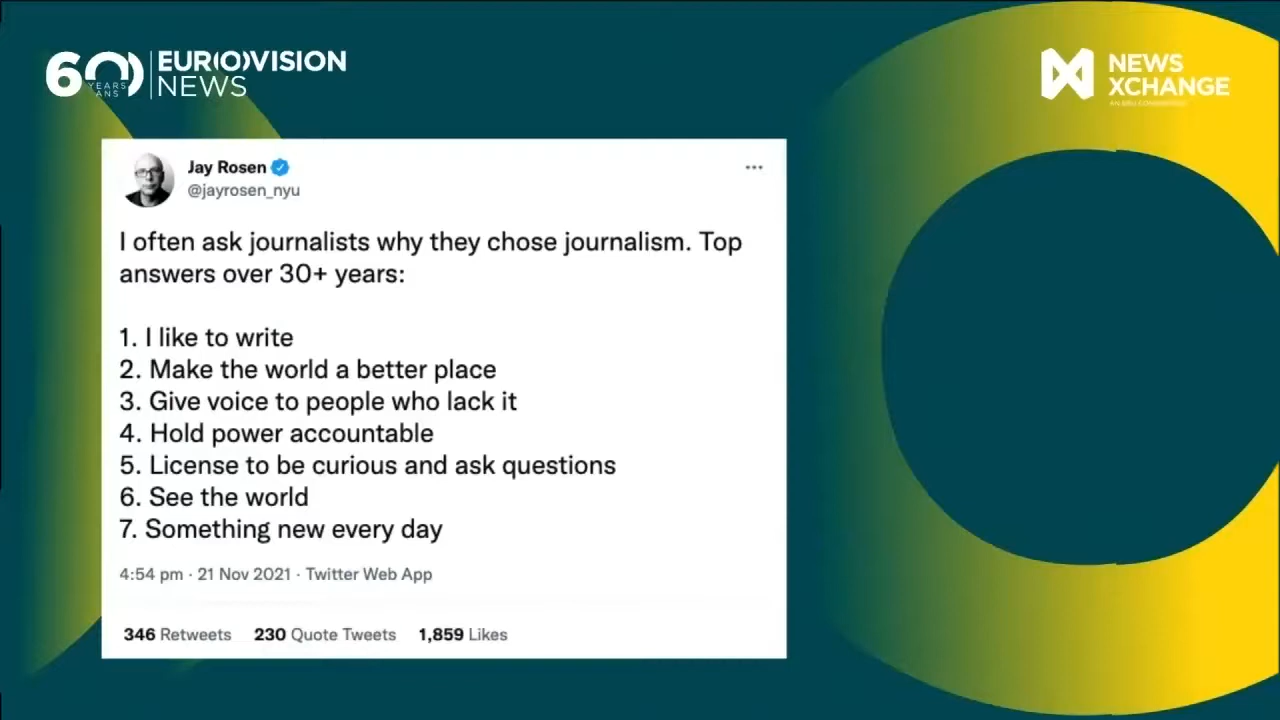 60 YEARS ANS
EUROVISION
NEWS
NEWS
XCHANGE
AN EBU CONFERENCE
Jay Rosen
@jayrosen_nyu
I often ask journalists why they chose journalism. Top
answers over 30+ years:
1. I like to write
2. Make the world a better place
3. Give voice to people who lack it
4. Hold power accountable
5. License to be curious and ask questions
6. See the world
7. Something new every day
4:54 pm · 21 Nov 2021 · Twitter Web App
346 Retweets 230 Quote Tweets 1,859 Likes